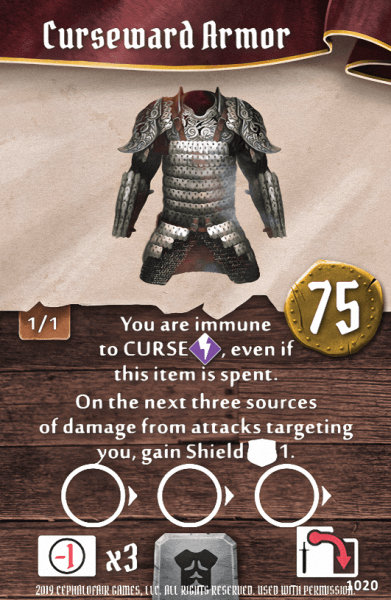 Curseward Armor
75
1/1
You are immune
to CURSE, even if
this item is spent.
On the next three sources
of damage from attacks targeting
you, gain Shield 1.
-1 x3
1020
2019 CEPHALOFAIR GAMES, LLC. ALL RIGHTS RESERVED. USED WITH PERMISSION.